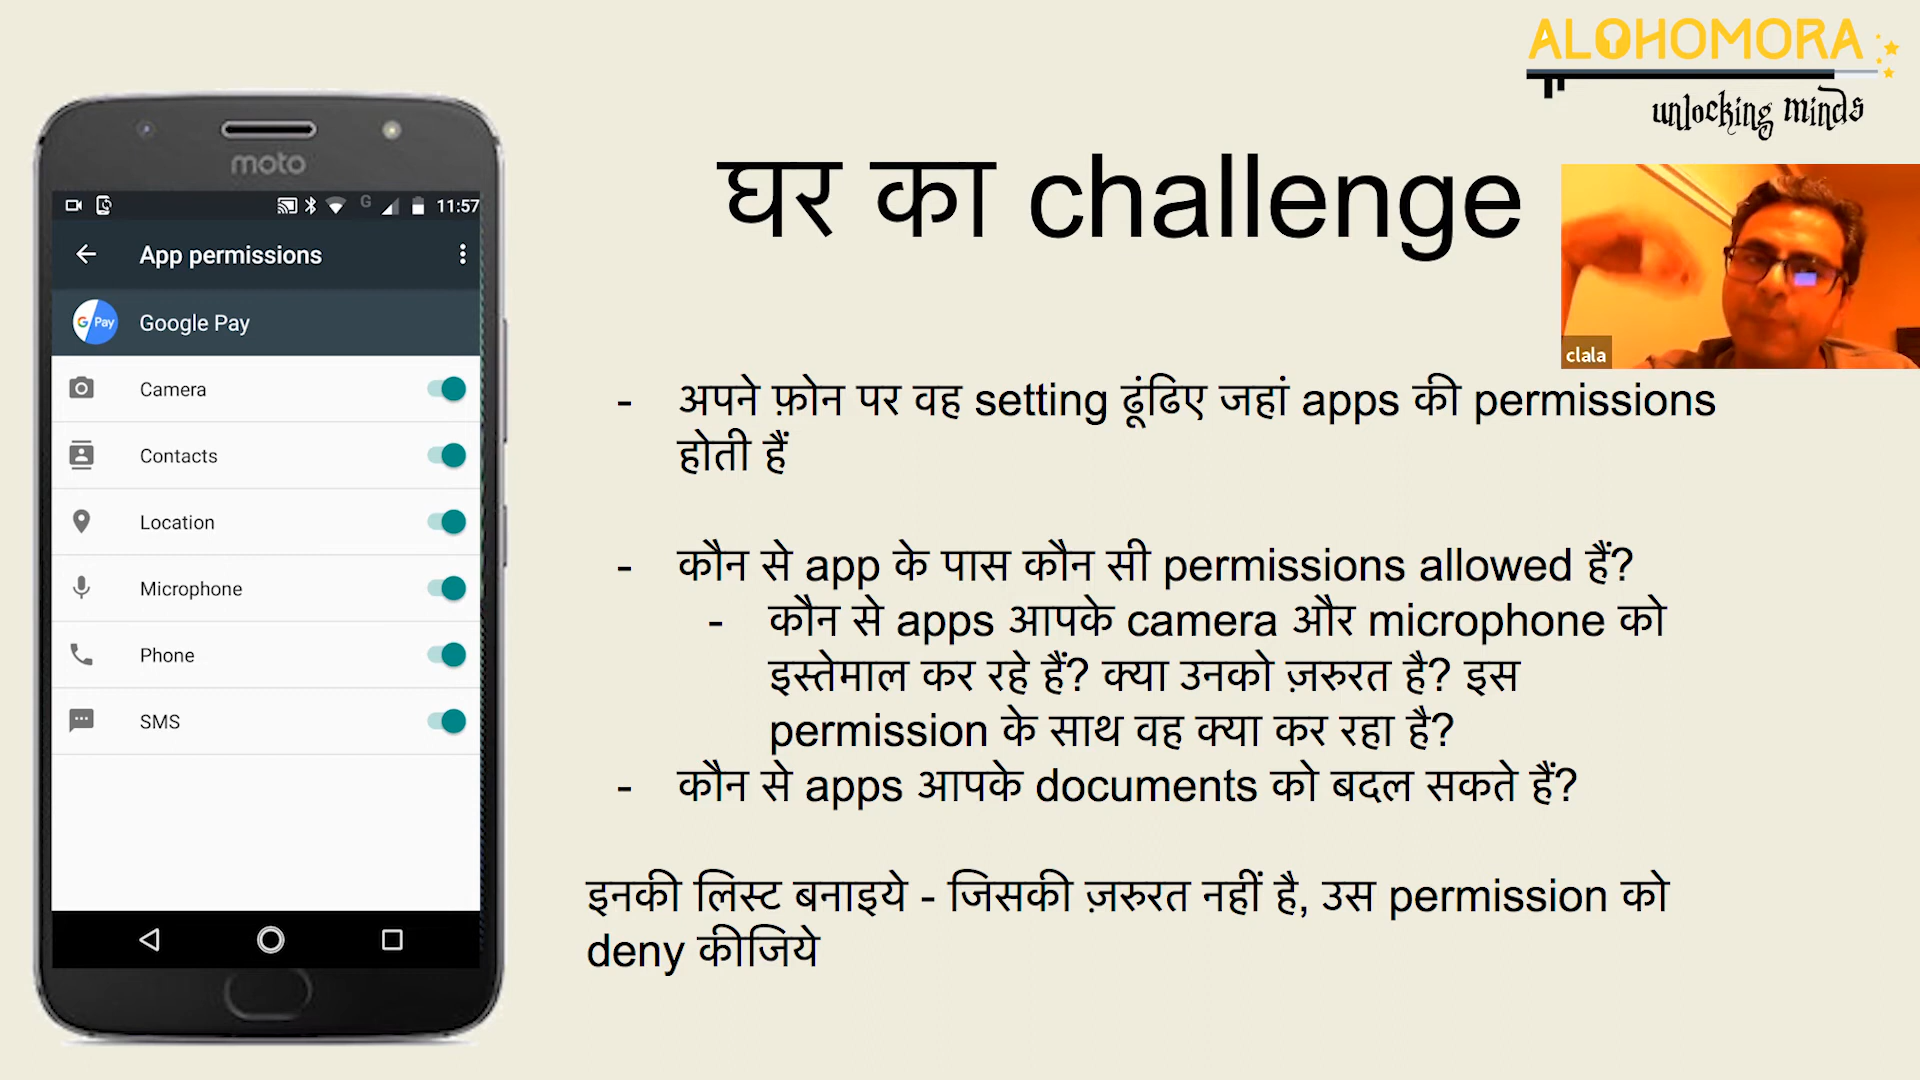 ALOHOMORA
unlocking minds
moto
G
11:57
App permissions
G Pay
Google Pay
Camera
Contacts
Location
Microphone
Phone
SMS
घर का challenge
clala
- अपने फ़ोन पर वह setting ढूंढिए जहां apps की permissions
होती हैं
- कौन से app के पास कौन सी permissions allowed हैं?
- कौन से apps आपके camera और microphone को
इस्तेमाल कर रहे हैं? क्या उनको ज़रुरत है? इस
permission के साथ वह क्या कर रहा है?
- कौन से apps आपके documents को बदल सकते हैं?
इनकी लिस्ट बनाइये - जिसकी ज़रुरत नहीं है, उस permission को
deny कीजिये